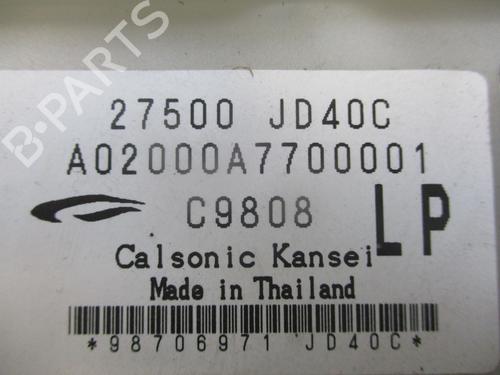 B-PARTS
27500 JD40C
A02000A7700001
C9808
LP
Calsonic Kansei
Made in Thailand
*98706971 JD40C*